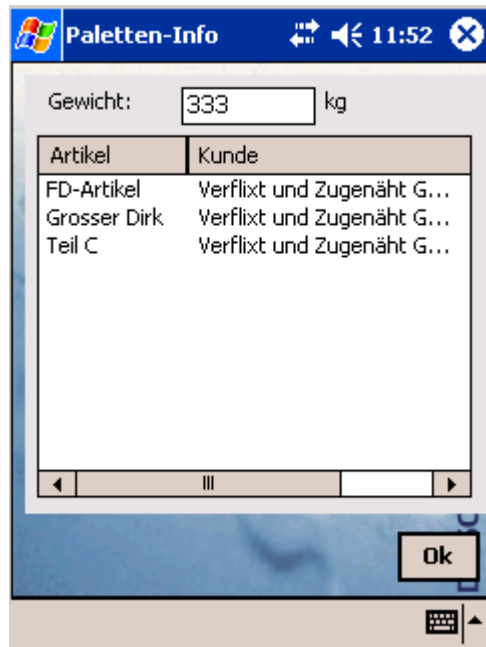 Paletten-Info 11:52
Gewicht: 333 kg
Artikel Kunde
FD-Artikel Verflixt und Zugenäht G...
Grosser Dirk Verflixt und Zugenäht G...
Teil C Verflixt und Zugenäht G...
Ok